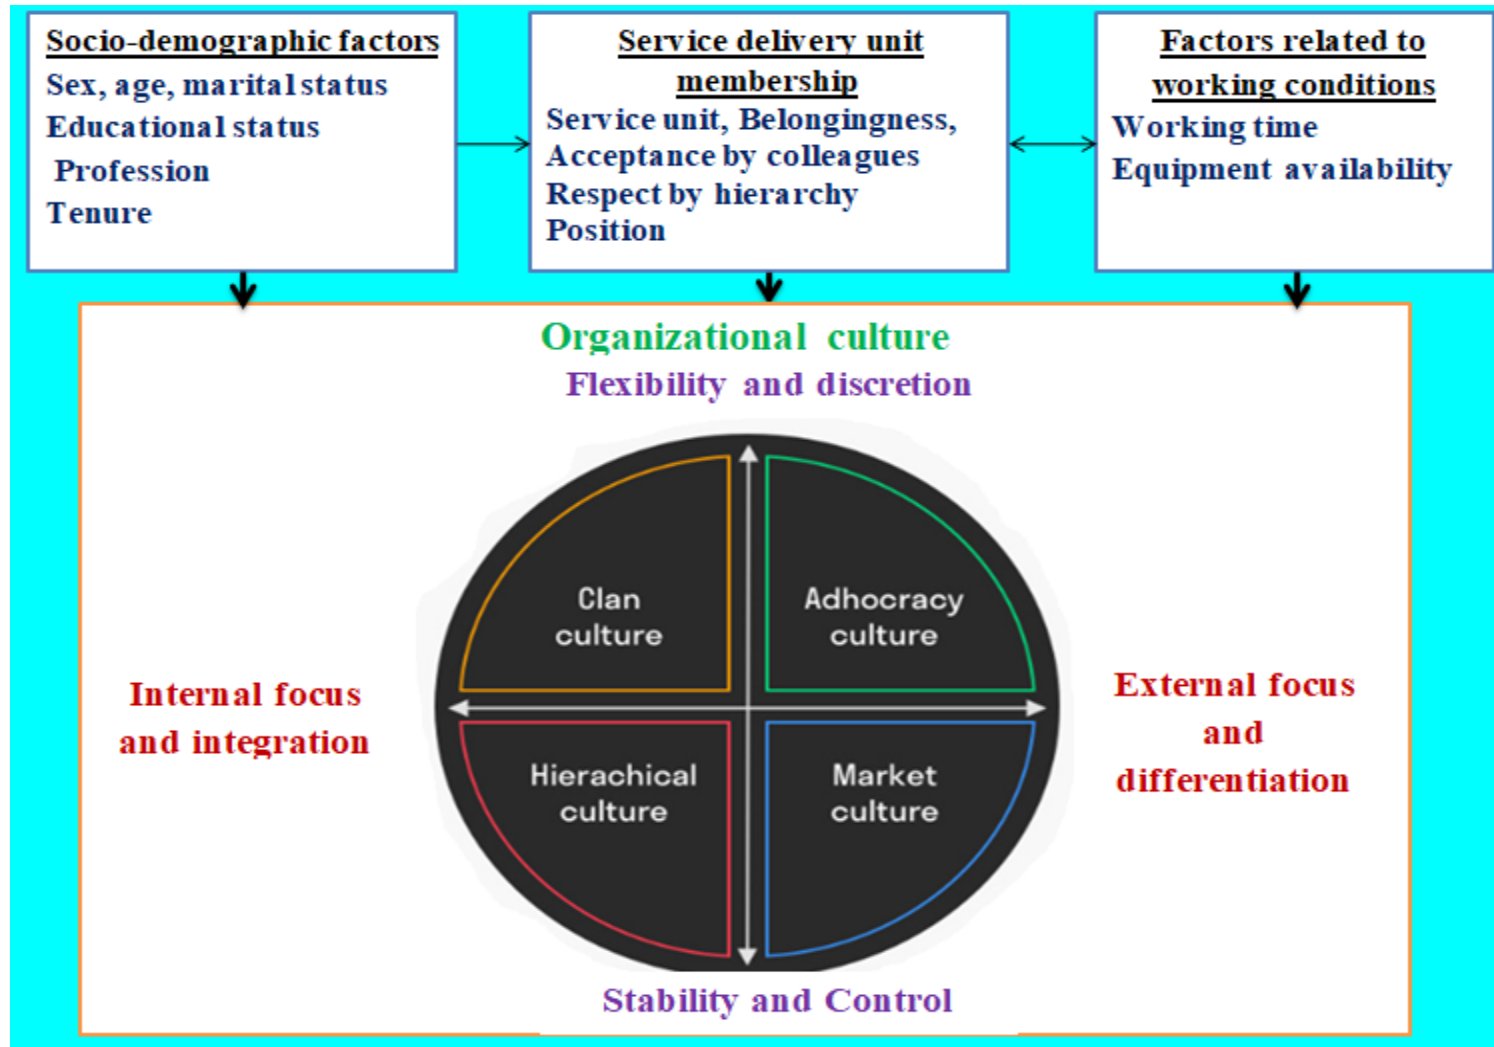 Socio-demographic factors
Sex, age, marital status
Educational status
Profession
Tenure
Service delivery unit
membership
Service unit, Belongingness,
Acceptance by colleagues
Respect by hierarchy
Position
Factors related to
working conditions
Working time
Equipment availability
Organizational culture
Flexibility and discretion
Clan
culture
Adhocracy
culture
Internal focus
and integration
External focus
and
differentiation
Hierachical
culture
Market
culture
Stability and Control